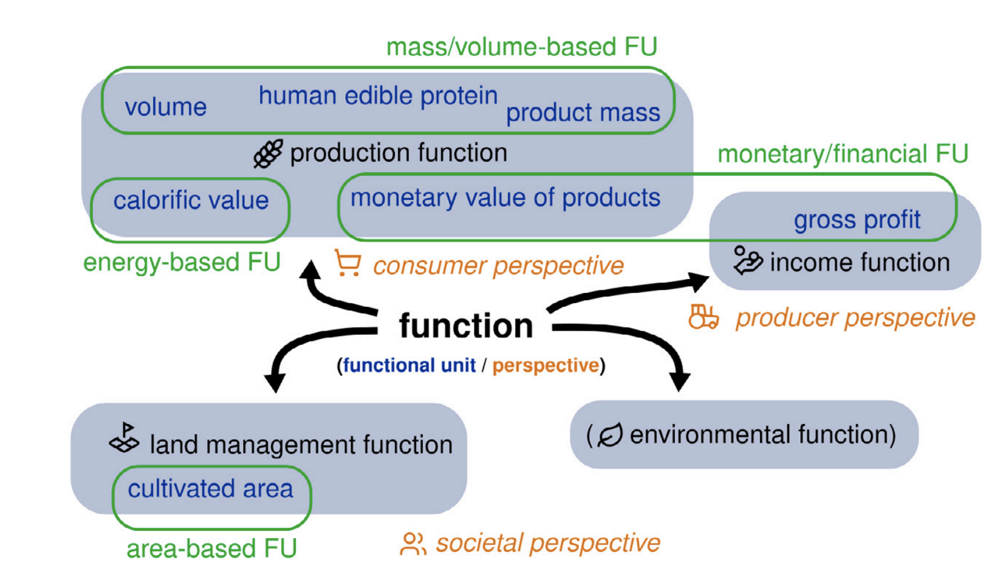 mass/volume-based FU
volume
human edible protein
product mass
production function
monetary/financial FU
calorific value
monetary value of products
gross profit
energy-based FU
consumer perspective
income function
function
producer perspective
(functional unit / perspective)
land management function
(environmental function)
cultivated area
area-based FU
societal perspective